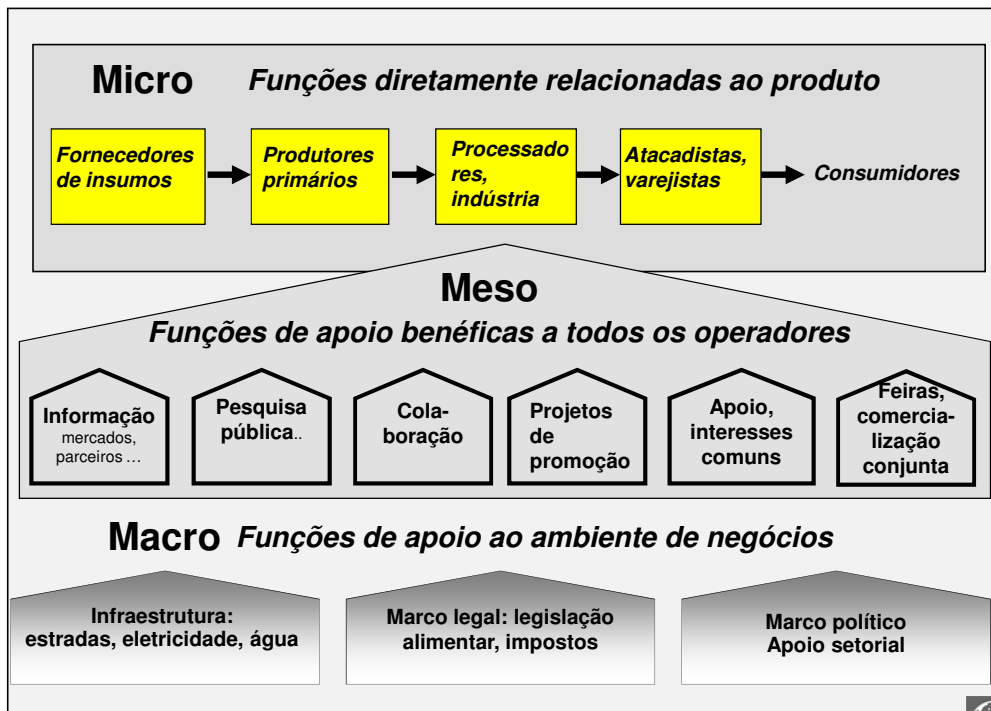 Micro Funções diretamente relacionadas ao produto
Fornecedores
de insumos
Produtores
primários
Processado
res,
indústria
Atacadistas,
varejistas
Consumidores
Meso
Funções de apoio benéficas a todos os operadores
Informação
mercados,
parceiros ...
Pesquisa
pública..
Cola-
boração
Projetos
de
promoção
Apoio,
interesses
comuns
Feiras,
comercia-
lização
conjunta
Macro Funções de apoio ao ambiente de negócios
Infraestrutura:
estradas, eletricidade, água
Marco legal: legislação
alimentar, impostos
Marco político
Apoio setorial